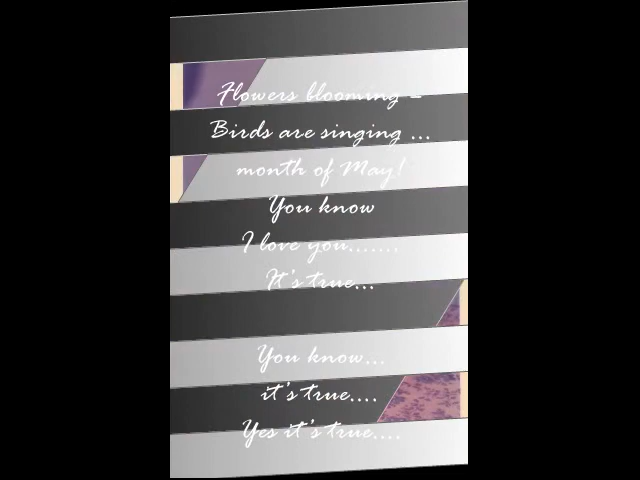 Flowers blooming –
Birds are singing ...
month of May!
You know
I love you.......
It's true...
You know...
it's true....
Yes it's true....